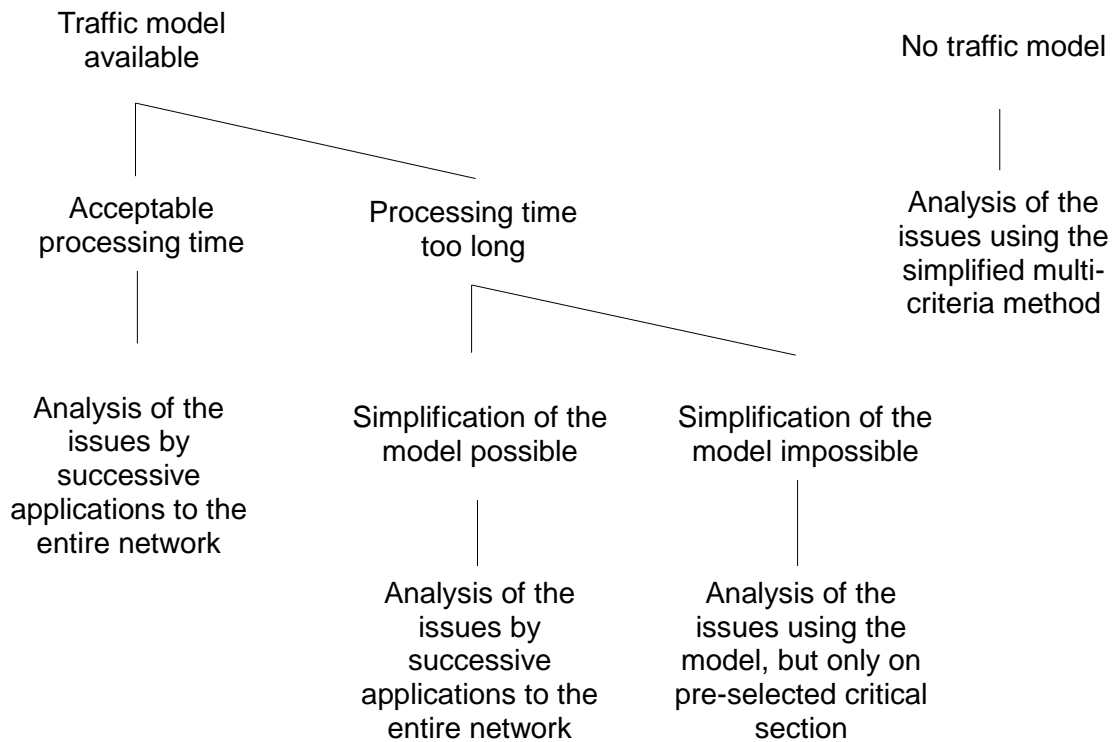 Traffic model
available
No traffic model
Acceptable
processing time
Processing time
too long
Analysis of the
issues using the
simplified multi-
criteria method
Analysis of the
issues by
successive
applications to the
entire network
Simplification of the
model possible
Simplification of the
model impossible
Analysis of the
issues by
successive
applications to the
entire network
Analysis of the
issues using the
model, but only on
pre-selected critical
section